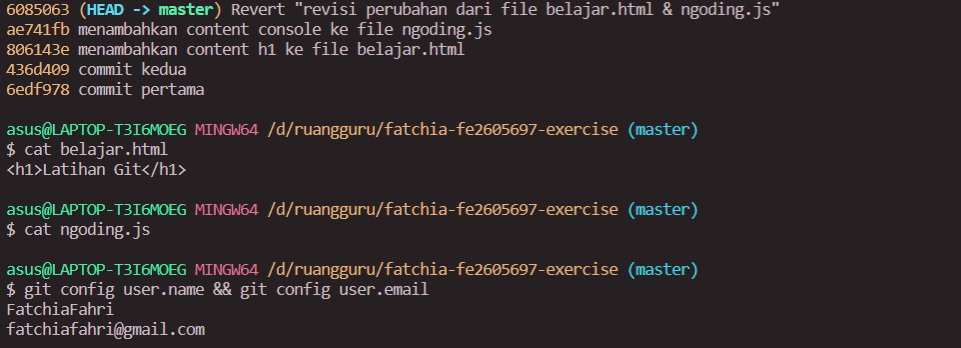 6085063 (HEAD -> master) Revert "revisi perubahan dari file belajar.html & ngoding.js"
ae741fb menambahkan content console ke file ngoding.js
806143e menambahkan content h1 ke file belajar.html
436d409 commit kedua
6edf978 commit pertama
asus@LAPTOP-T3I6MOEG MINGW64 /d/ruangguru/fatchia-fe2605697-exercise (master)
$ cat belajar.html
<h1>Latihan Git</h1>
asus@LAPTOP-T3I6MOEG MINGW64 /d/ruangguru/fatchia-fe2605697-exercise (master)
$ cat ngoding.js
asus@LAPTOP-T3I6MOEG MINGW64 /d/ruangguru/fatchia-fe2605697-exercise (master)
$ git config user.name && git config user.email
FatchiaFahri
fatchiafahri@gmail.com